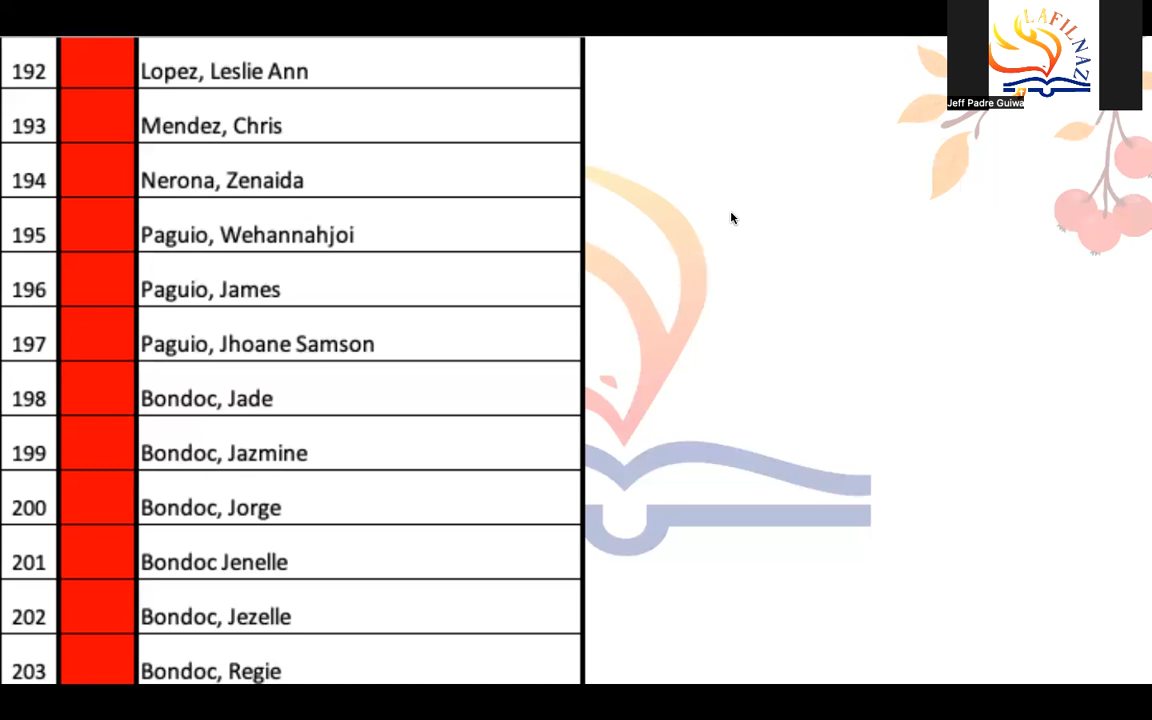 LAFILNAZ
Jeff Padre Guiwa
192 Lopez, Leslie Ann
193 Mendez, Chris
194 Nerona, Zenaida
195 Paguio, Wehannahjoi
196 Paguio, James
197 Paguio, Jhoane Samson
198 Bondoc, Jade
199 Bondoc, Jazmine
200 Bondoc, Jorge
201 Bondoc Jenelle
202 Bondoc, Jezelle
203 Bondoc, Regie